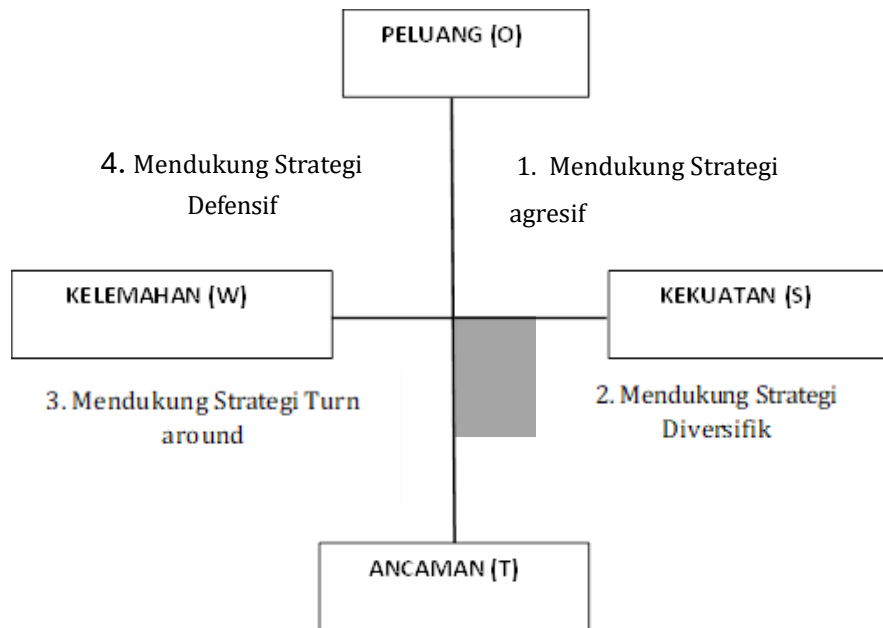 PELUANG (O)
4. Mendukung Strategi
Defensif
1. Mendukung Strategi
agresif
KELEMAHAN (W)
KEKUATAN (S)
3. Mendukung Strategi Turn
around
2. Mendukung Strategi
Diversifik
ANCAMAN (T)